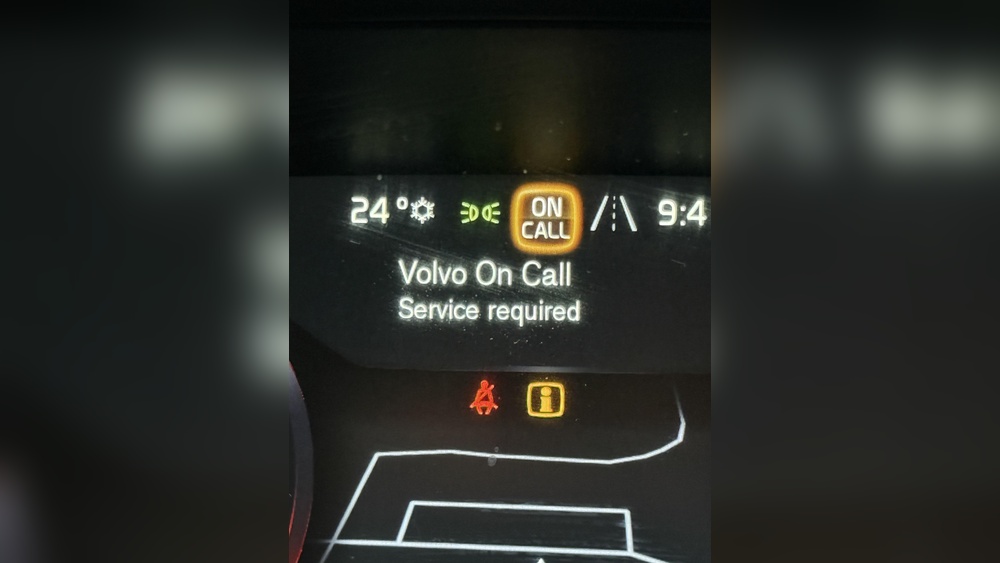 24°
ON
CALL
9:4
Volvo On Call
Service required
i